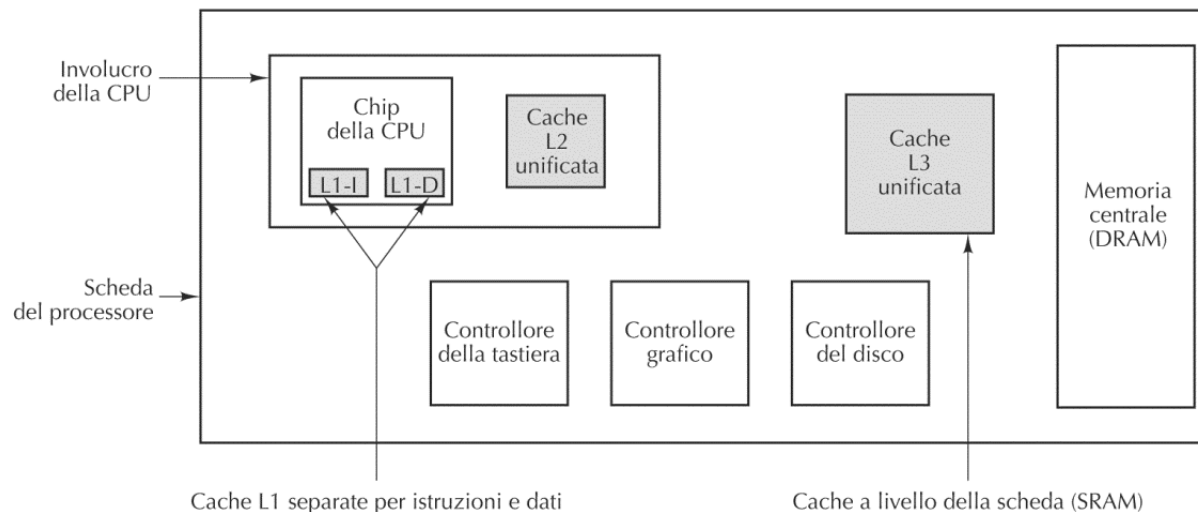 Involucro
della CPU
Chip
della CPU
L1-I
L1-D
Cache
L2
unificata
Cache
L3
unificata
Memoria
centrale
(DRAM)
Scheda
del processore
Controllore
della tastiera
Controllore
grafico
Controllore
del disco
Cache L1 separate per istruzioni e dati
Cache a livello della scheda (SRAM)